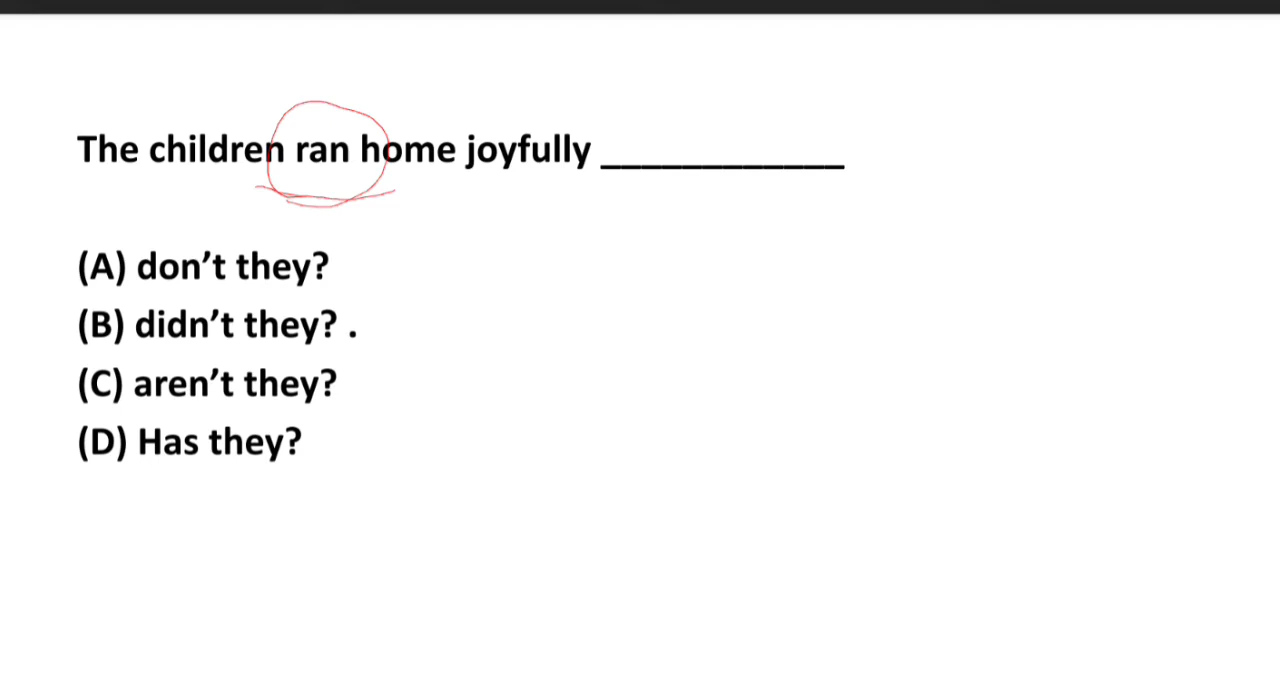 The children ran home joyfully ____________
(A) don’t they?
(B) didn’t they? .
(C) aren’t they?
(D) Has they?